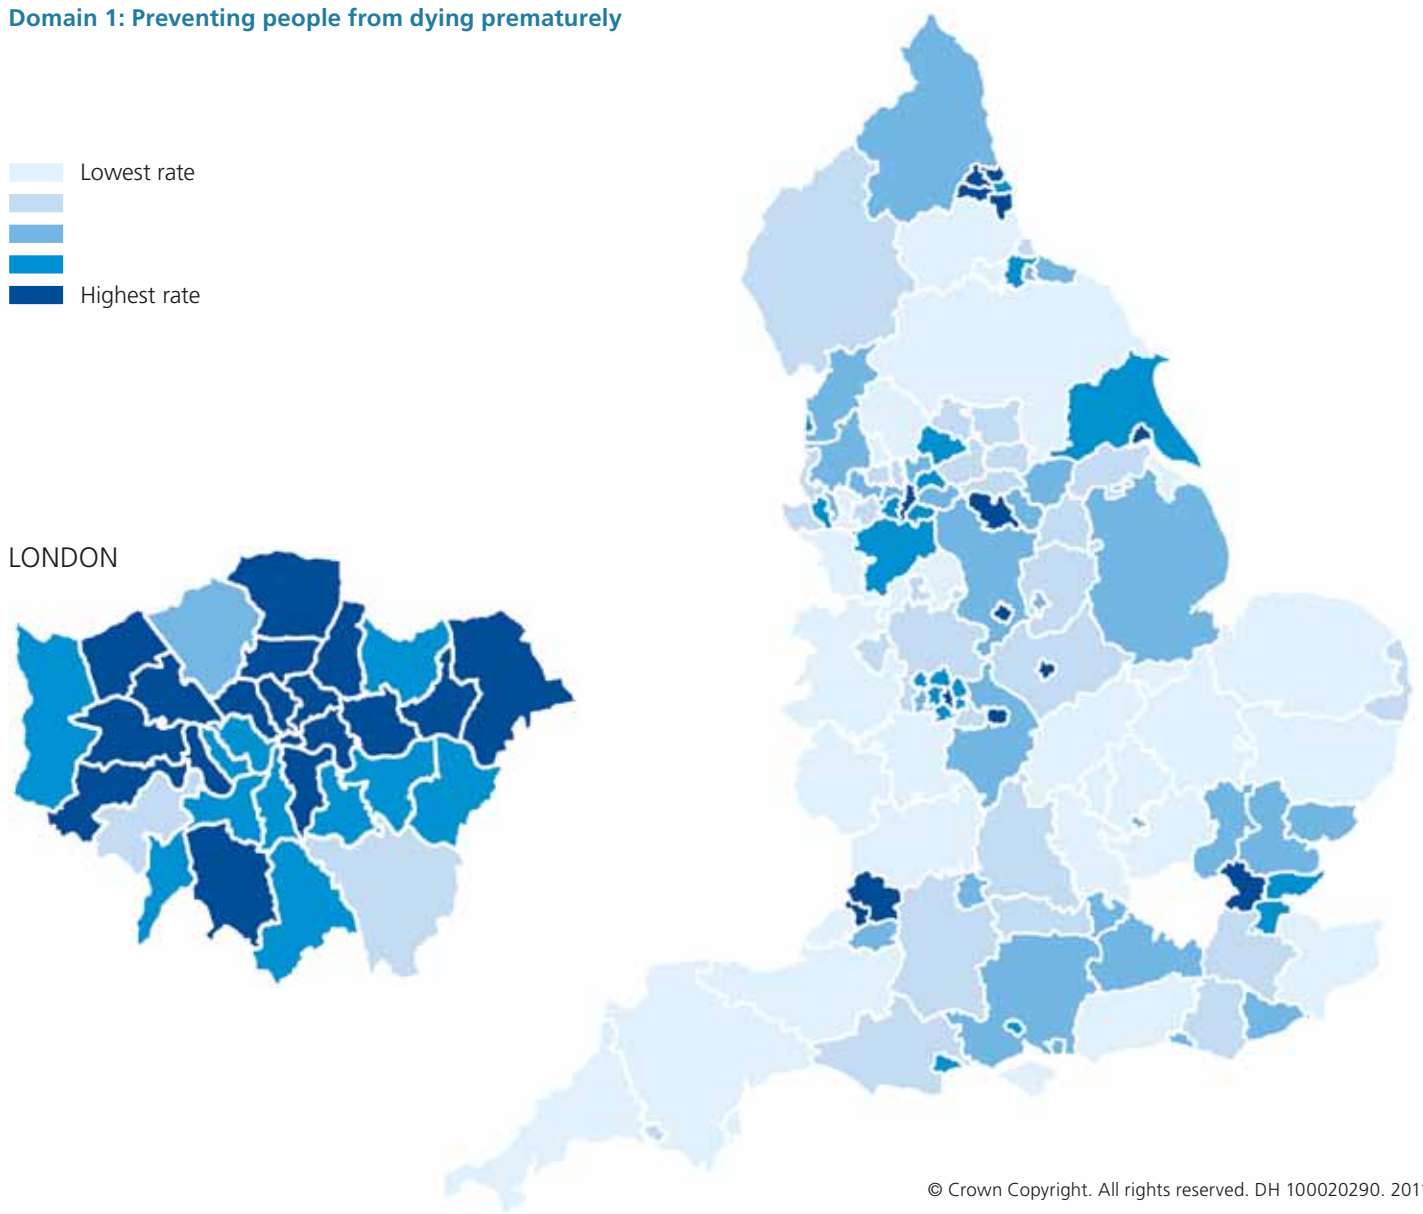 Domain 1: Preventing people from dying prematurely
Lowest rate
Highest rate
LONDON
© Crown Copyright. All rights reserved. DH 100020290. 201